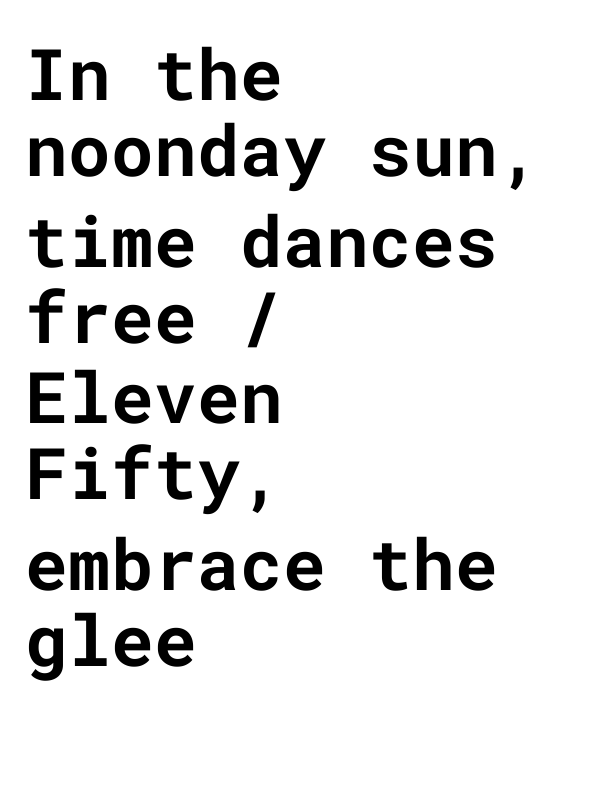 In the
noonday sun,
time dances
free /
Eleven
Fifty,
embrace the
glee